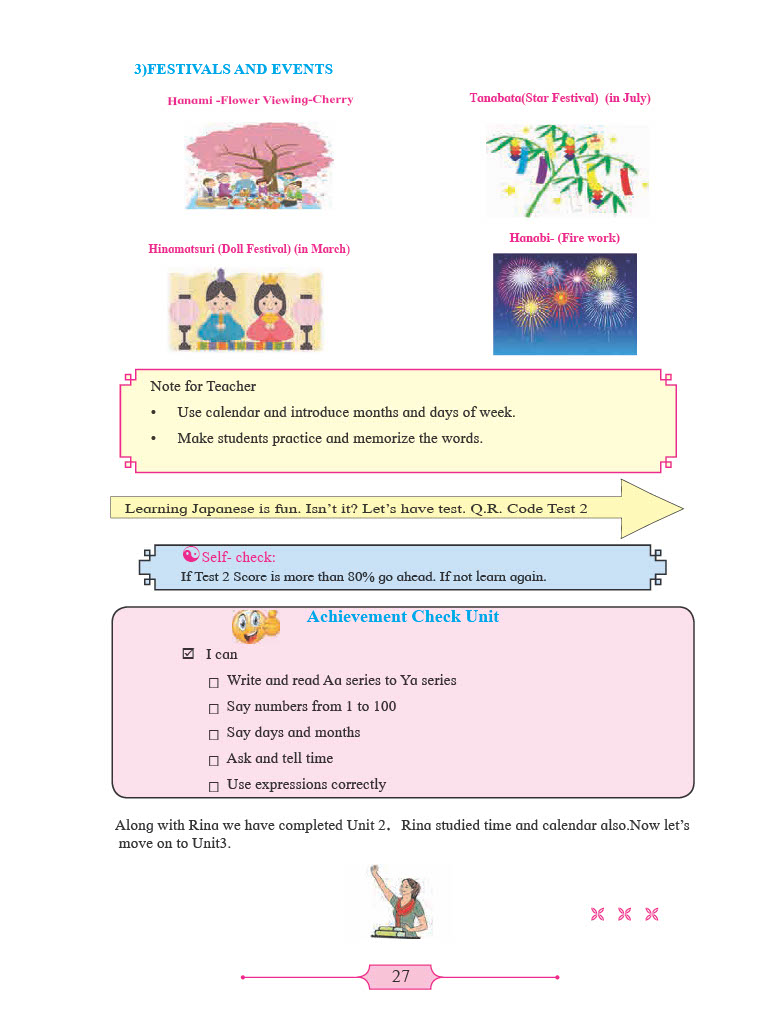 3)FESTIVALS AND EVENTS
Hanami -Flower Viewing-Cherry
Tanabata(Star Festival) (in July)
Hinamatsuri (Doll Festival) (in March)
Hanabi- (Fire work)
Note for Teacher
• Use calendar and introduce months and days of week.
• Make students practice and memorize the words.
Learning Japanese is fun. Isn't it? Let's have test. Q.R. Code Test 2
☯Self- check:
If Test 2 Score is more than 80% go ahead. If not learn again.
Achievement Check Unit
☑ I can
□ Write and read Aa series to Ya series
□ Say numbers from 1 to 100
□ Say days and months
□ Ask and tell time
□ Use expressions correctly
Along with Rina we have completed Unit 2. Rina studied time and calendar also.Now let's
move on to Unit3.
27